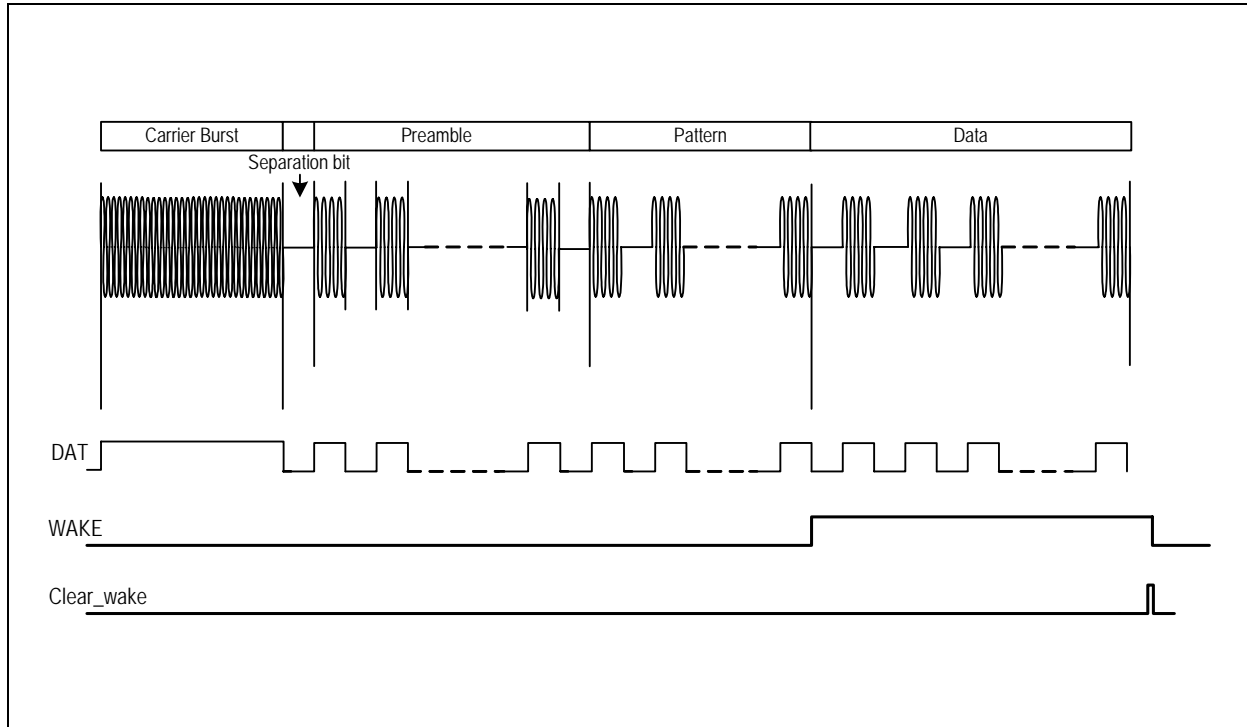 Carrier Burst Preamble Pattern Data
Separation bit
DAT
WAKE
Clear_wake